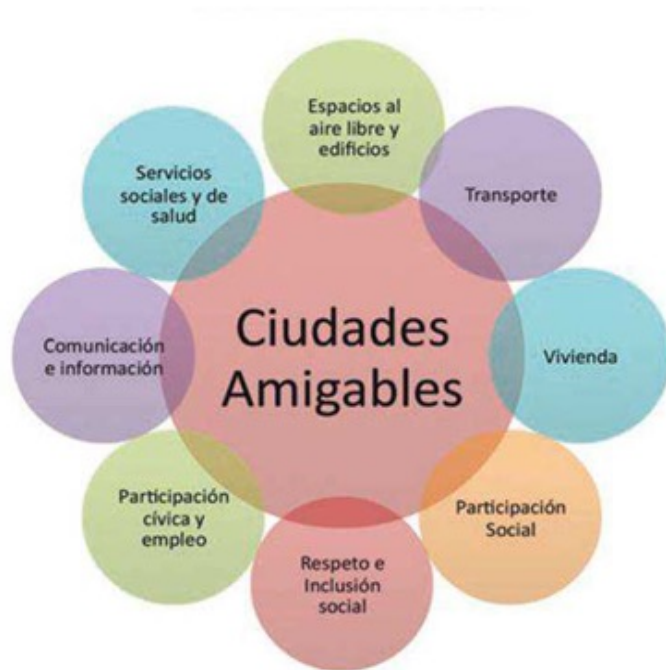 Espacios al
aire libre y
edificios
Transporte
Vivienda
Participación
Social
Respeto e
Inclusión
social
Participación
cívica y
empleo
Comunicación
e información
Servicios
sociales y de
salud
Ciudades
Amigables